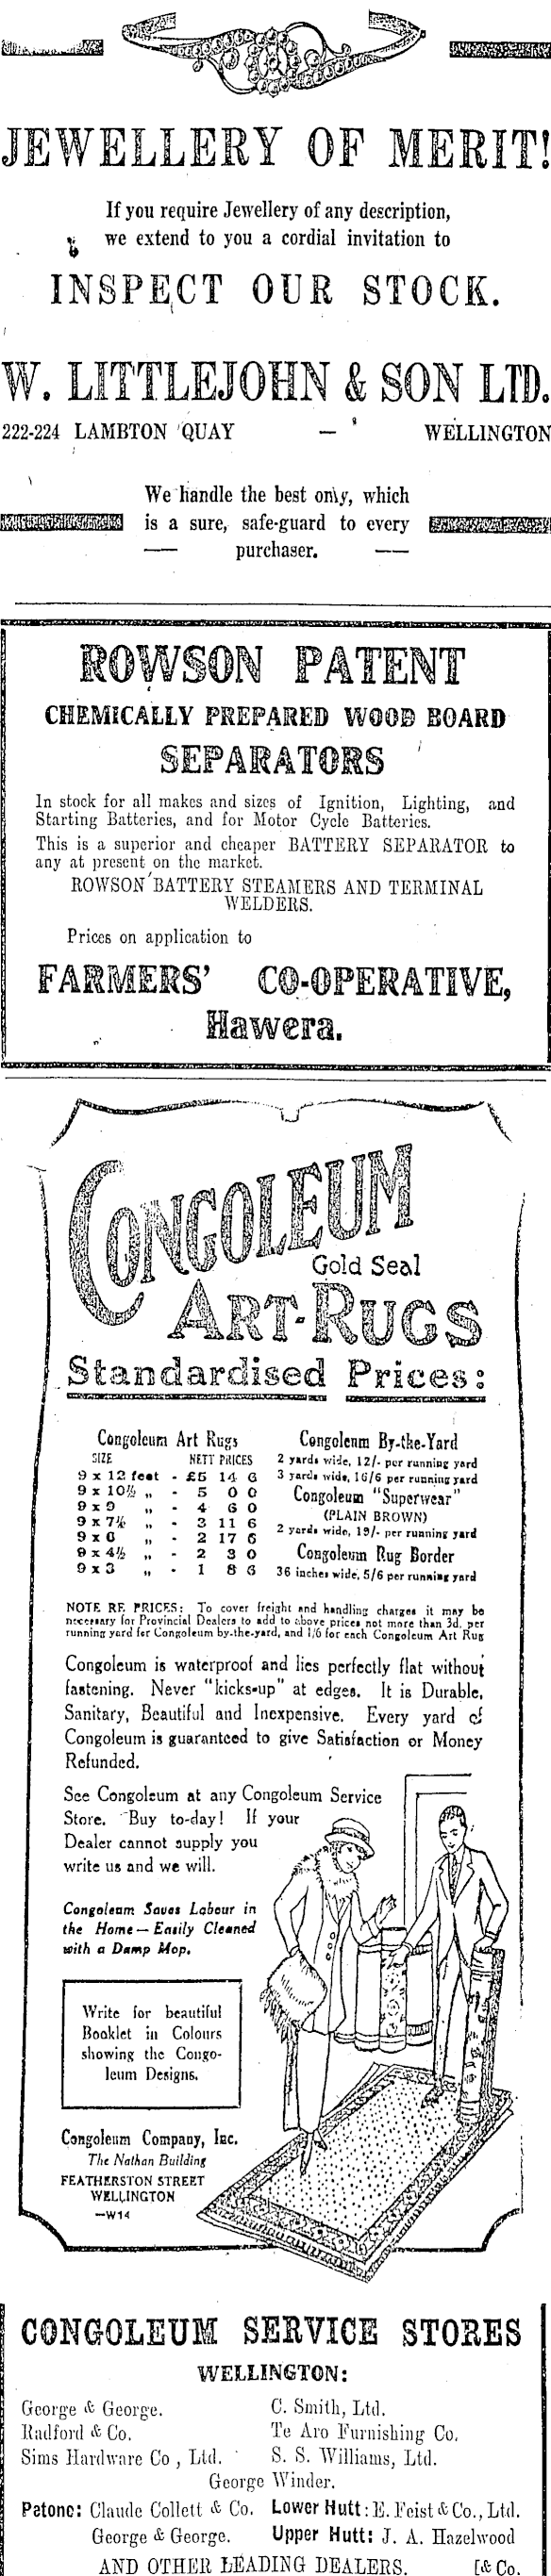 JEWELLERY OF MERIT!
If you require Jewellery of any description,
we extend to you a cordial invitation to
INSPECT OUR STOCK.
W. LITTLEJOHN & SON LTD.
222-224 LAMBTON QUAY — WELLINGTON
We handle the best only, which
is a sure, safe-guard to every
— purchaser. —
ROWSON PATENT
CHEMICALLY PREPARED WOOD BOARD
SEPARATORS
In stock for all makes and sizes of Ignition, Lighting, and
Starting Batteries, and for Motor Cycle Batteries.
This is a superior and cheaper BATTERY SEPARATOR to
any at present on the market.
ROWSON BATTERY STEAMERS AND TERMINAL
WELDERS.
Prices on application to
FARMERS' CO-OPERATIVE,
Hawera.
CONGOLEUM
Gold Seal
ART-RUGS
Standardised Prices:
Congoleum Art Rugs
SIZE NETT PRICES
9 x 12 feet - £5 14 6
9 x 10½ „ - 5 0 0
9 x 9 „ - 4 6 0
9 x 7½ „ - 3 11 6
9 x 6 „ - 2 17 6
9 x 4½ „ - 2 3 0
9 x 3 „ - 1 8 6
Congoleum By-the-Yard
2 yards wide, 12/- per running yard
3 yards wide, 16/6 per running yard
Congoleum "Superwear"
(PLAIN BROWN)
2 yards wide, 19/- per running yard
Congoleum Rug Border
36 inches wide, 5/6 per running yard
NOTE RE PRICES: To cover freight and handling charges it may be
necessary for Provincial Dealers to add to above prices not more than 3d. per
running yard for Congoleum by-the-yard, and 1/6 for each Congoleum Art Rug
Congoleum is waterproof and lies perfectly flat without
fastening. Never "kicks-up" at edges. It is Durable,
Sanitary, Beautiful and Inexpensive. Every yard of
Congoleum is guaranteed to give Satisfaction or Money
Refunded.
See Congoleum at any Congoleum Service
Store. Buy to-day! If your
Dealer cannot supply you
write us and we will.
Congoleum Saves Labour in
the Home — Easily Cleaned
with a Damp Mop.
Write for beautiful
Booklet in Colours
showing the Congo-
leum Designs.
Congoleum Company, Inc.
The Nathan Building
FEATHERSTON STREET
WELLINGTON
—W14
CONGOLEUM SERVICE STORES
WELLINGTON:
George & George. C. Smith, Ltd.
Radford & Co. Te Aro Furnishing Co.
Sims Hardware Co, Ltd. S. S. Williams, Ltd.
George Winder.
Petone: Claude Collett & Co. Lower Hutt: E. Feist & Co., Ltd.
George & George. Upper Hutt: J. A. Hazelwood
AND OTHER LEADING DEALERS. [& Co.